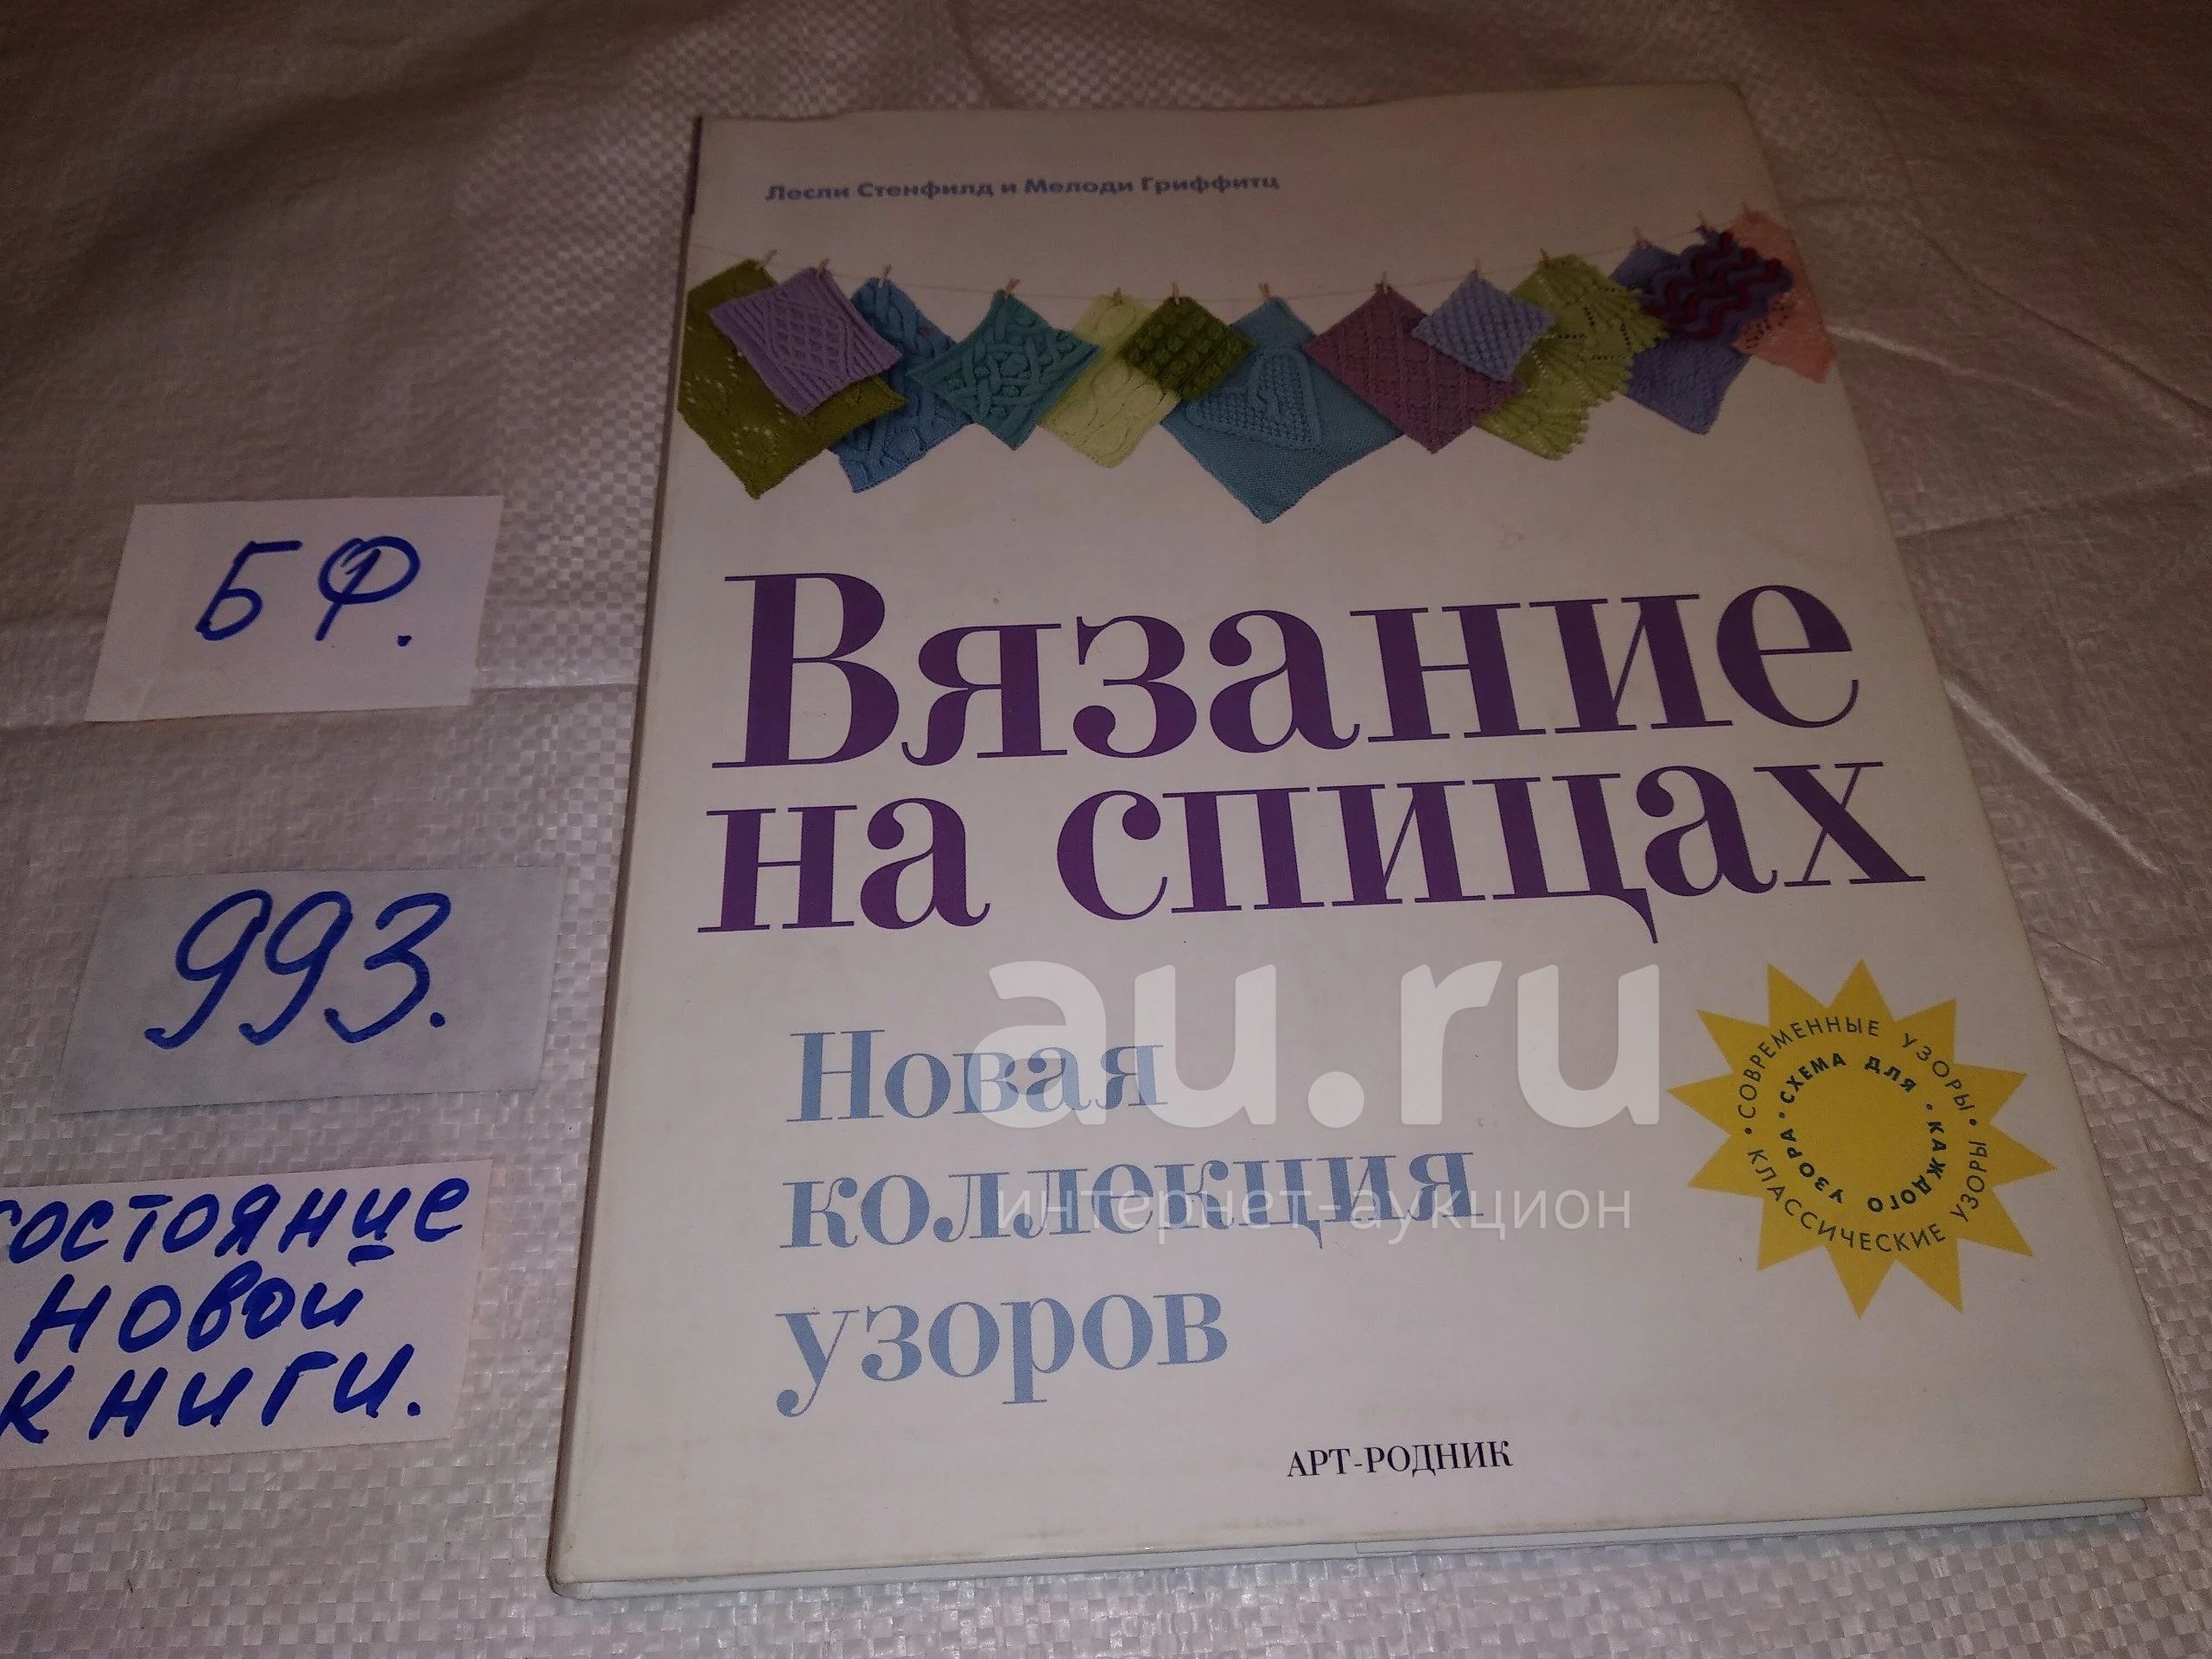 Лесли Стенфилд и Мелоди Гриффитц
Вязание
на спицах
Новая
коллекция
узоров
АРТ-РОДНИК
СОВРЕМЕННЫЕ УЗОРЫ • КЛАССИЧЕСКИЕ УЗОРЫ •
СХЕМА ДЛЯ • КАЖДОГО УЗОРА •
БФ.
993.
состояние
новой
книги.
au.ru
интернет-аукцион